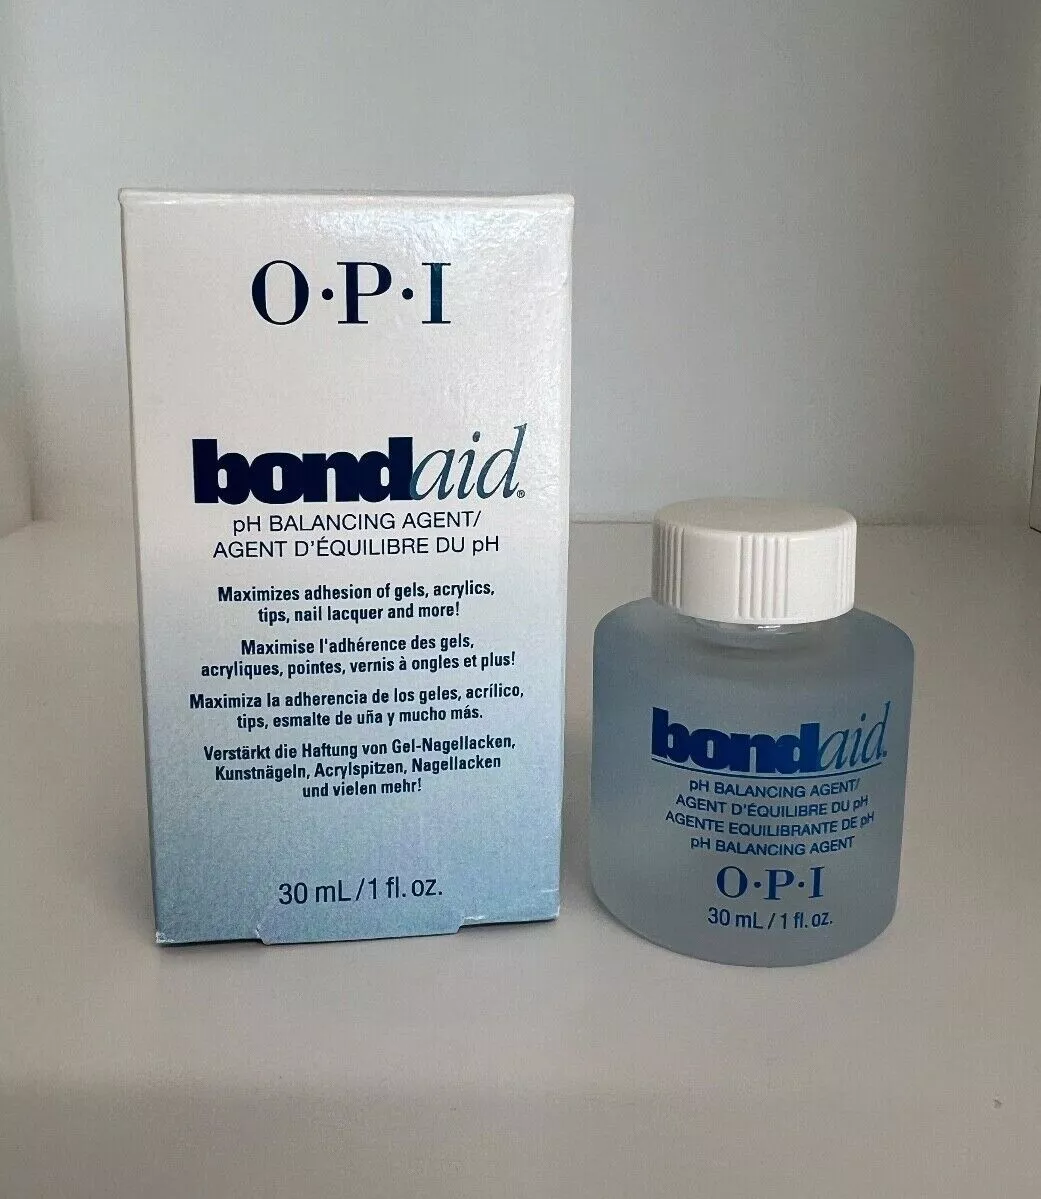 O·P·I
bondaid®
pH BALANCING AGENT/
AGENT D'ÉQUILIBRE DU pH
Maximizes adhesion of gels, acrylics,
tips, nail lacquer and more!
Maximise l'adhérence des gels,
acryliques, pointes, vernis à ongles et plus!
Maximiza la adherencia de los geles, acrílico,
tips, esmalte de uña y mucho más.
Verstärkt die Haftung von Gel-Nagellacken,
Kunstnägeln, Acrylspitzen, Nagellacken
und vielen mehr!
30 mL/1 fl. oz.
bondaid®
pH BALANCING AGENT/
AGENT D'ÉQUILIBRE DU pH
AGENTE EQUILIBRANTE DE pH
pH BALANCING AGENT
O·P·I
30 mL/1 fl. oz.